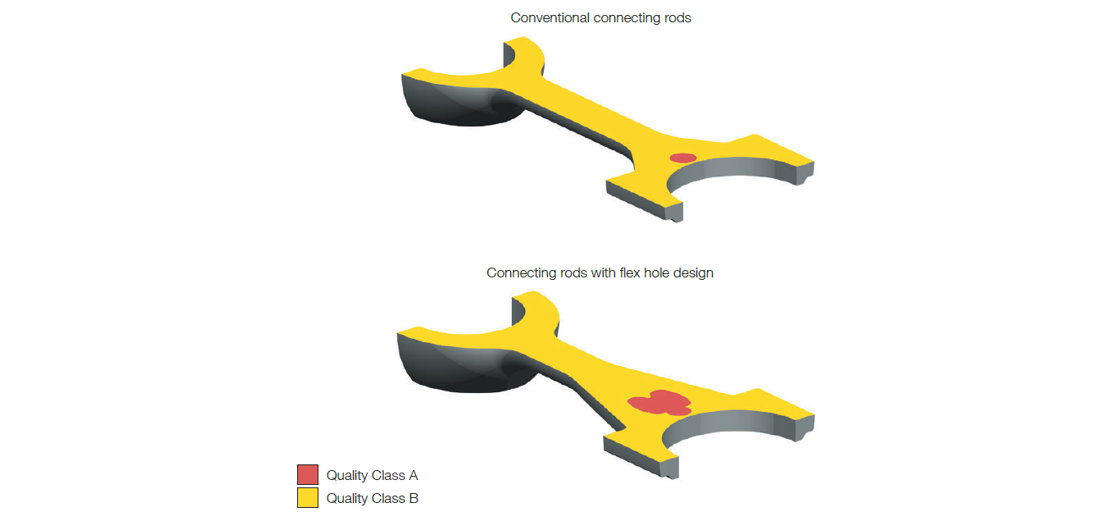 Conventional connecting rods
Connecting rods with flex hole design
Quality Class A
Quality Class B